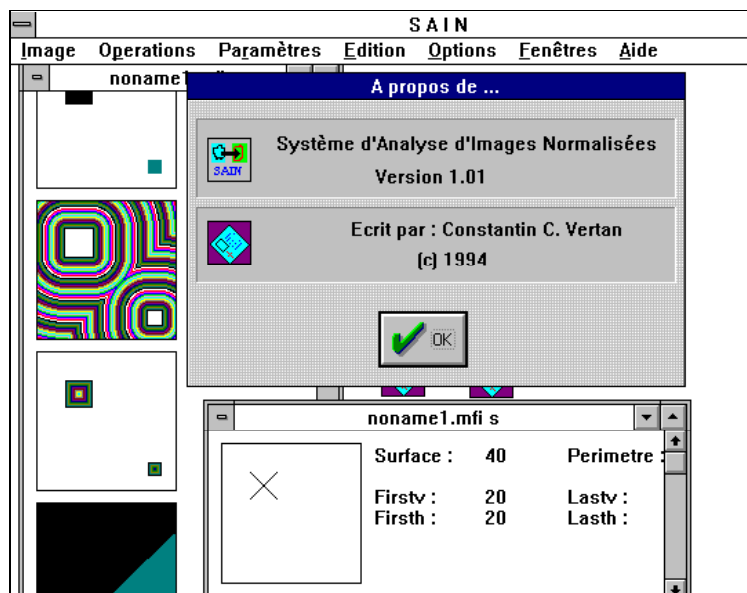 SAIN
Image Operations Paramètres Edition Options Fenêtres Aide
noname1
A propos de ...
Système d'Analyse d'Images Normalisées
SAIN
Version 1.01
Ecrit par : Constantin C. Vertan
(c) 1994
OK
noname1.mfi s
Surface : 40 Perimetre :
Firstv : 20 Lastv :
Firsth : 20 Lasth :